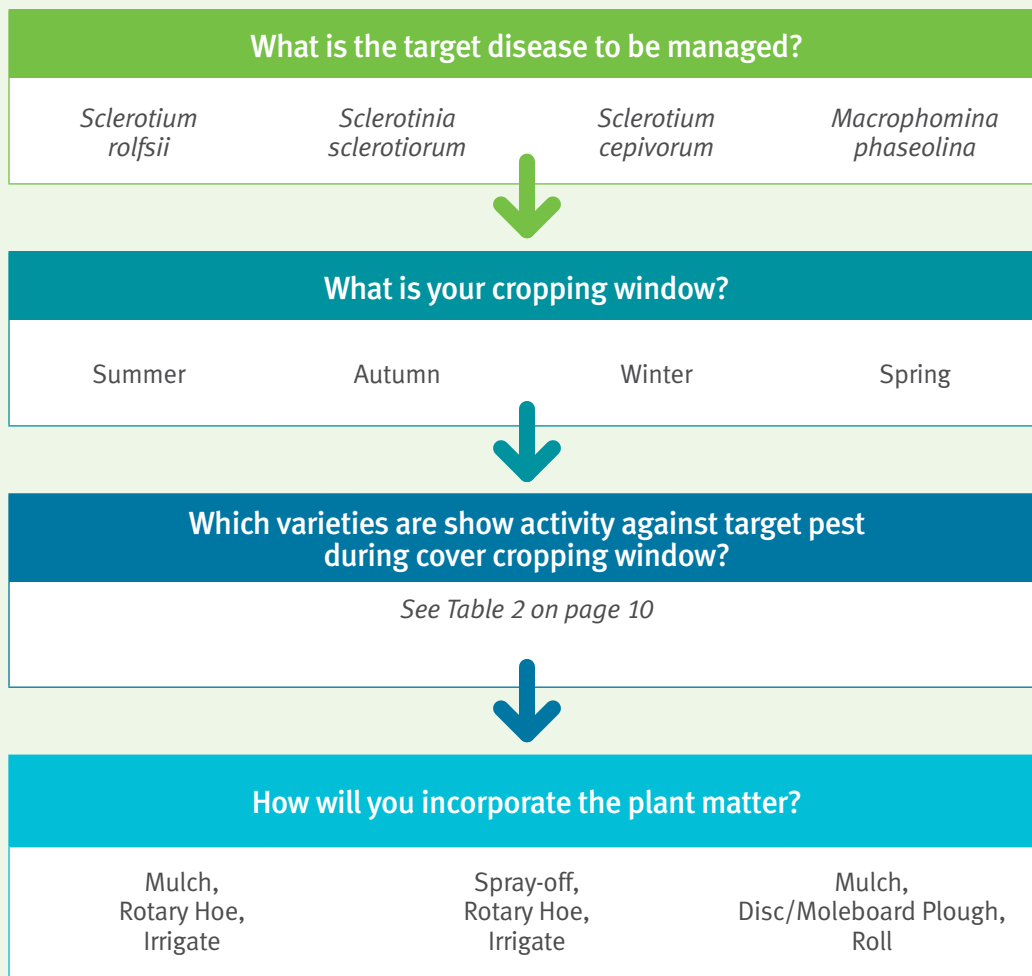 What is the target disease to be managed?
Sclerotium
rolfsii
Sclerotinia
sclerotiorum
Sclerotium
cepivorum
Macrophomina
phaseolina
What is your cropping window?
Summer
Autumn
Winter
Spring
Which varieties are show activity against target pest
during cover cropping window?
See Table 2 on page 10
How will you incorporate the plant matter?
Mulch,
Rotary Hoe,
Irrigate
Spray-off,
Rotary Hoe,
Irrigate
Mulch,
Disc/Moleboard Plough,
Roll